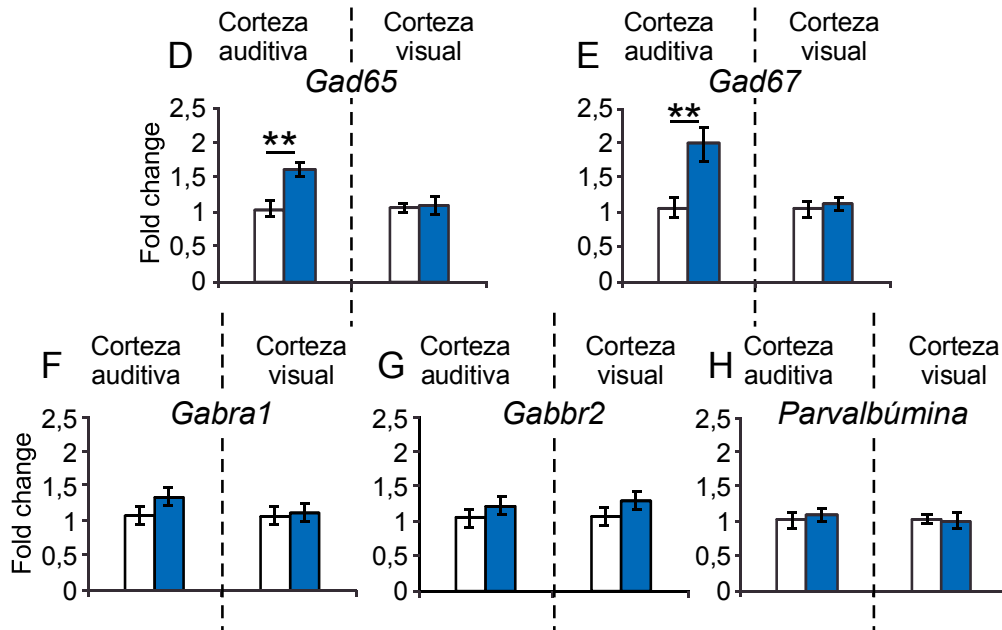 Corteza auditiva
Corteza visual
D
Gad65
Fold change
2,5
2
1,5
1
0,5
0
**
Corteza auditiva
Corteza visual
E
Gad67
2,5
2
1,5
1
0,5
0
**
F
Corteza auditiva
Corteza visual
Gabra1
Fold change
2,5
2
1,5
1
0,5
0
G
Corteza auditiva
Corteza visual
Gabbr2
2,5
2
1,5
1
0,5
0
H
Corteza auditiva
Corteza visual
Parvalbúmina
2,5
2
1,5
1
0,5
0